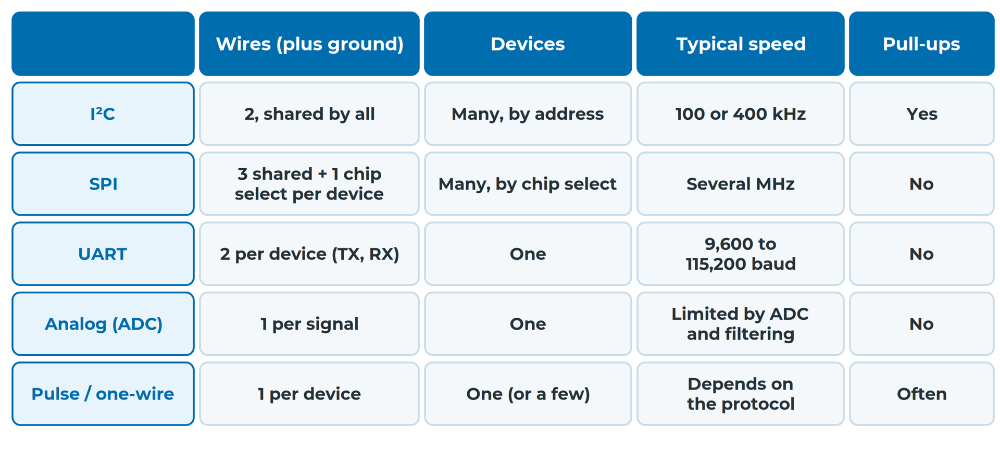 Wires (plus ground)
Devices
Typical speed
Pull-ups
I²C
2, shared by all
Many, by address
100 or 400 kHz
Yes
SPI
3 shared + 1 chip
select per device
Many, by chip select
Several MHz
No
UART
2 per device (TX, RX)
One
9,600 to
115,200 baud
No
Analog (ADC)
1 per signal
One
Limited by ADC
and filtering
No
Pulse / one-wire
1 per device
One (or a few)
Depends on
the protocol
Often